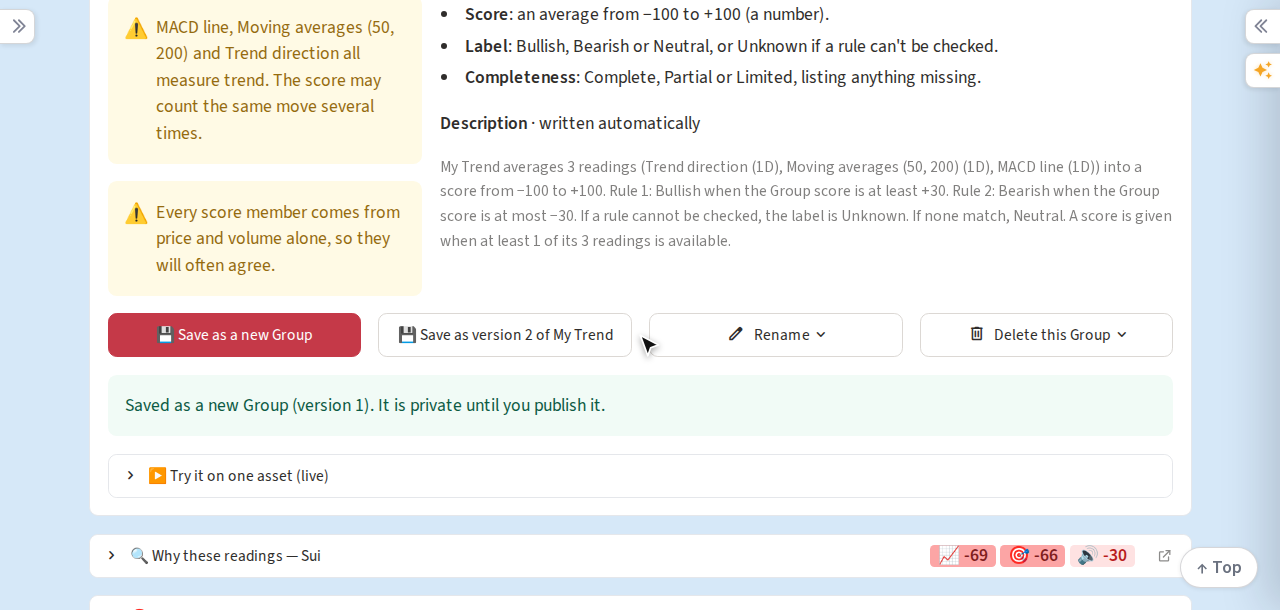 MACD line, Moving averages (50,
200) and Trend direction all
measure trend. The score may
count the same move several
times.
Every score member comes from
price and volume alone, so they
will often agree.
Score: an average from −100 to +100 (a number).
Label: Bullish, Bearish or Neutral, or Unknown if a rule can't be checked.
Completeness: Complete, Partial or Limited, listing anything missing.
Description · written automatically
My Trend averages 3 readings (Trend direction (1D), Moving averages (50, 200) (1D), MACD line (1D)) into a
score from −100 to +100. Rule 1: Bullish when the Group score is at least +30. Rule 2: Bearish when the Group
score is at most −30. If a rule cannot be checked, the label is Unknown. If none match, Neutral. A score is given
when at least 1 of its 3 readings is available.
Save as a new Group
Save as version 2 of My Trend
Rename
Delete this Group
Saved as a new Group (version 1). It is private until you publish it.
Try it on one asset (live)
Why these readings — Sui
-69
-66
-30
Top